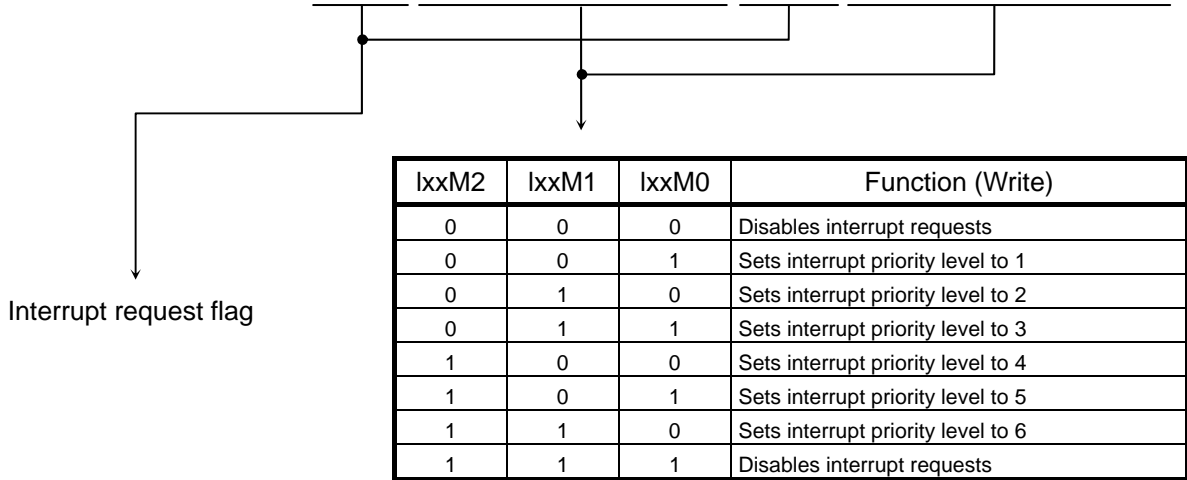 IxxM2 IxxM1 IxxM0 Function (Write)
0 0 0 Disables interrupt requests
0 0 1 Sets interrupt priority level to 1
0 1 0 Sets interrupt priority level to 2
0 1 1 Sets interrupt priority level to 3
1 0 0 Sets interrupt priority level to 4
1 0 1 Sets interrupt priority level to 5
1 1 0 Sets interrupt priority level to 6
1 1 1 Disables interrupt requests
Interrupt request flag